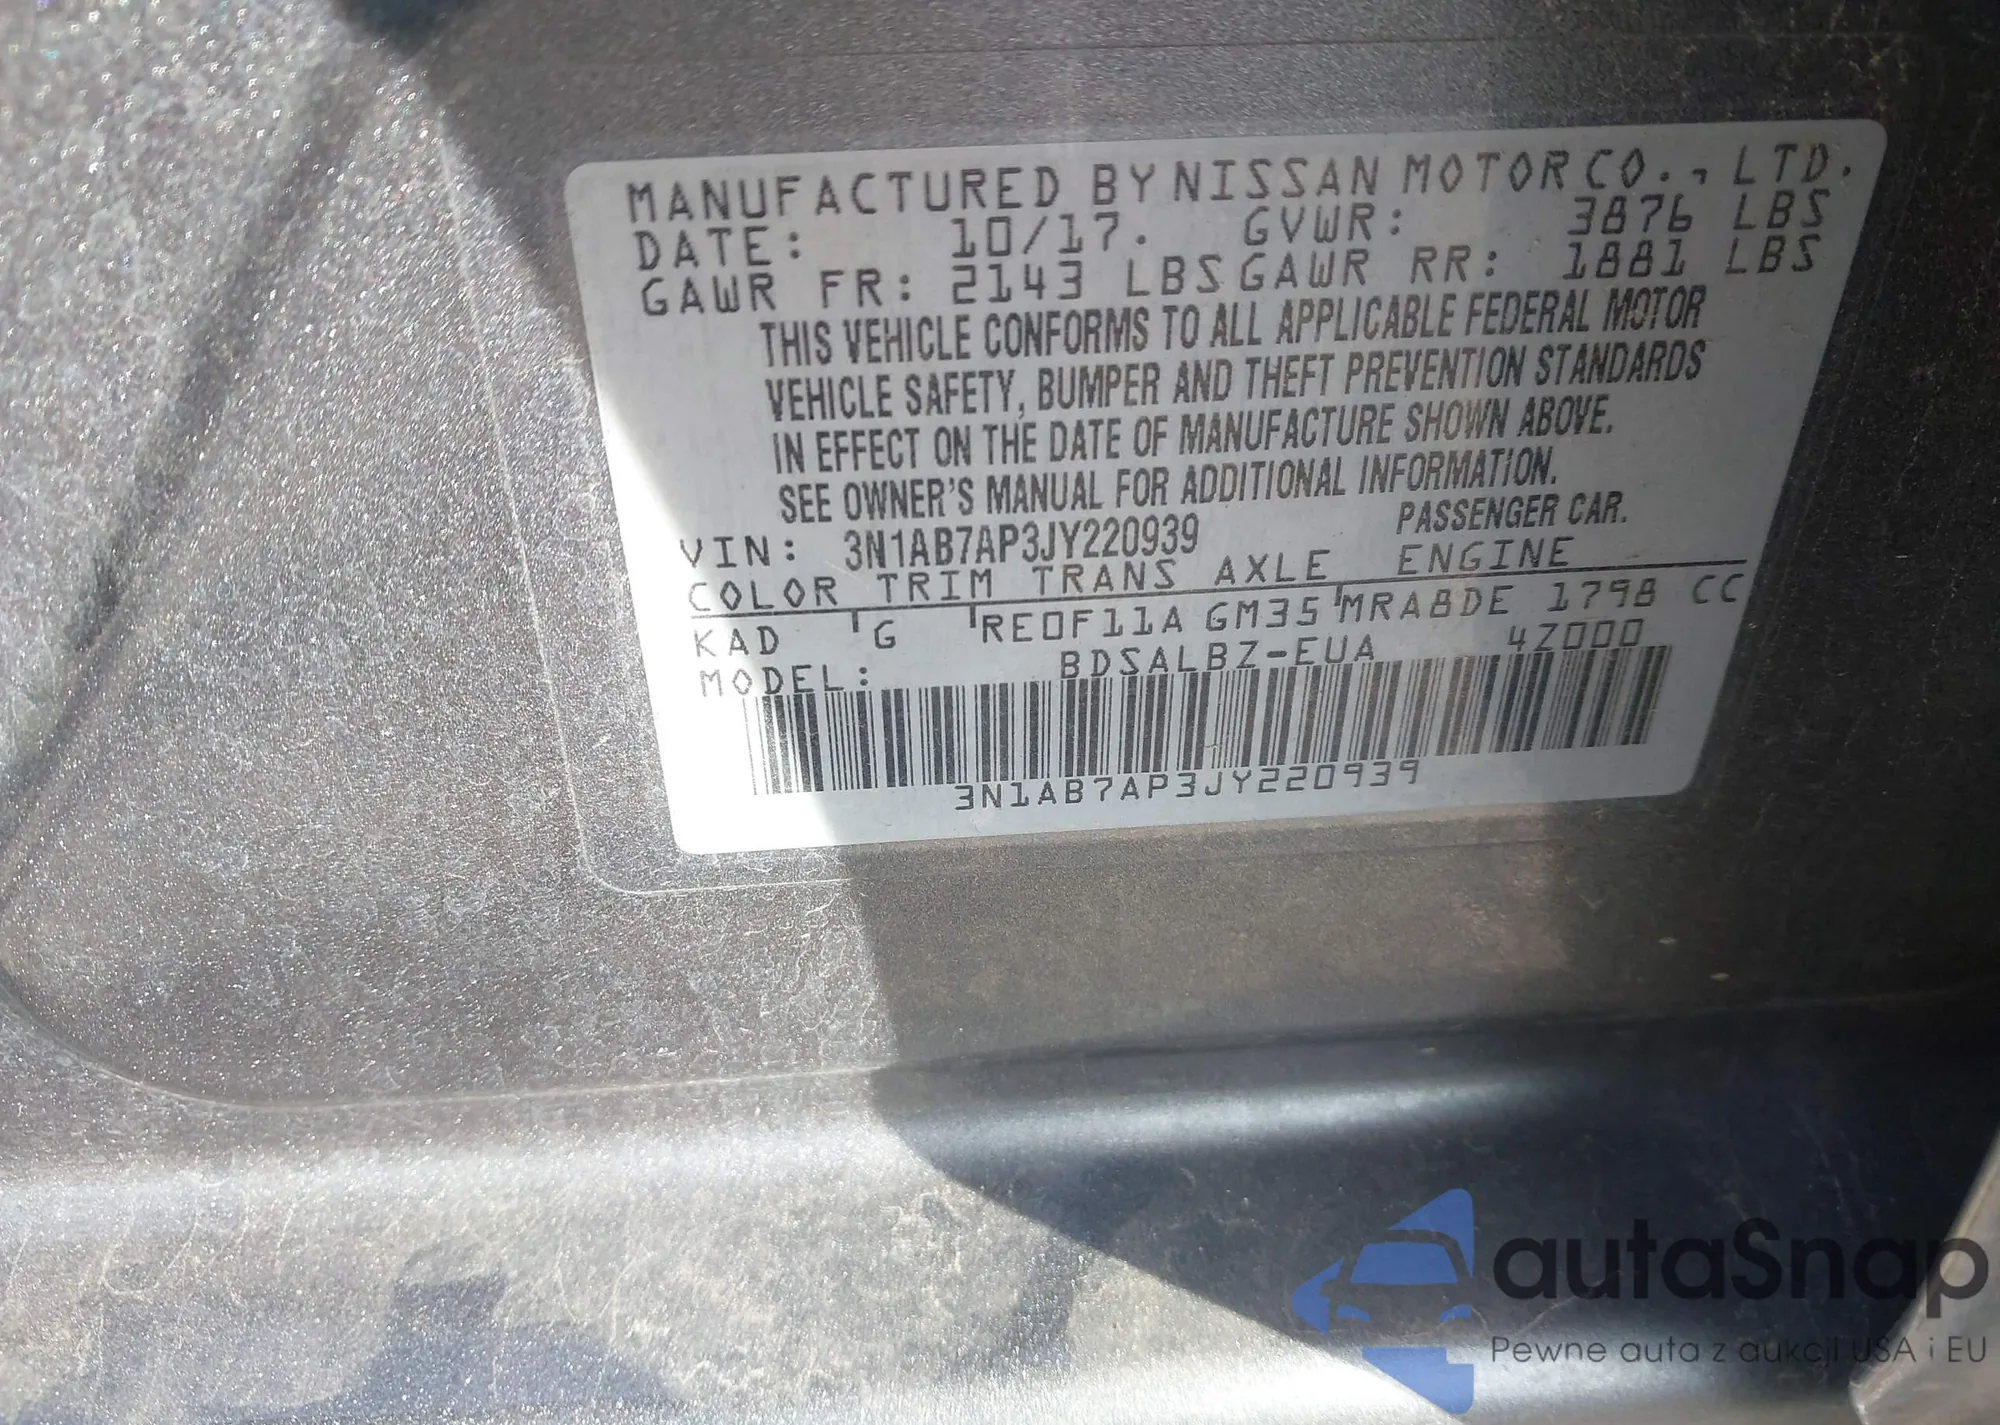 MANUFACTURED BY NISSAN MOTOR CO., LTD.
DATE: 10/17. GVWR: 3876 LBS
GAWR FR: 2143 LBS GAWR RR: 1881 LBS
THIS VEHICLE CONFORMS TO ALL APPLICABLE FEDERAL MOTOR
VEHICLE SAFETY, BUMPER AND THEFT PREVENTION STANDARDS
IN EFFECT ON THE DATE OF MANUFACTURE SHOWN ABOVE.
SEE OWNER'S MANUAL FOR ADDITIONAL INFORMATION.
VIN: 3N1AB7AP3JY220939 PASSENGER CAR.
COLOR TRIM TRANS AXLE ENGINE
KAD G RE0F11A GM35 MRA8DE 1798 CC
MODEL: BDSALBZ-EUA 4Z000
3N1AB7AP3JY220939
autaSnap
Pewne auta z aukcji USA i EU